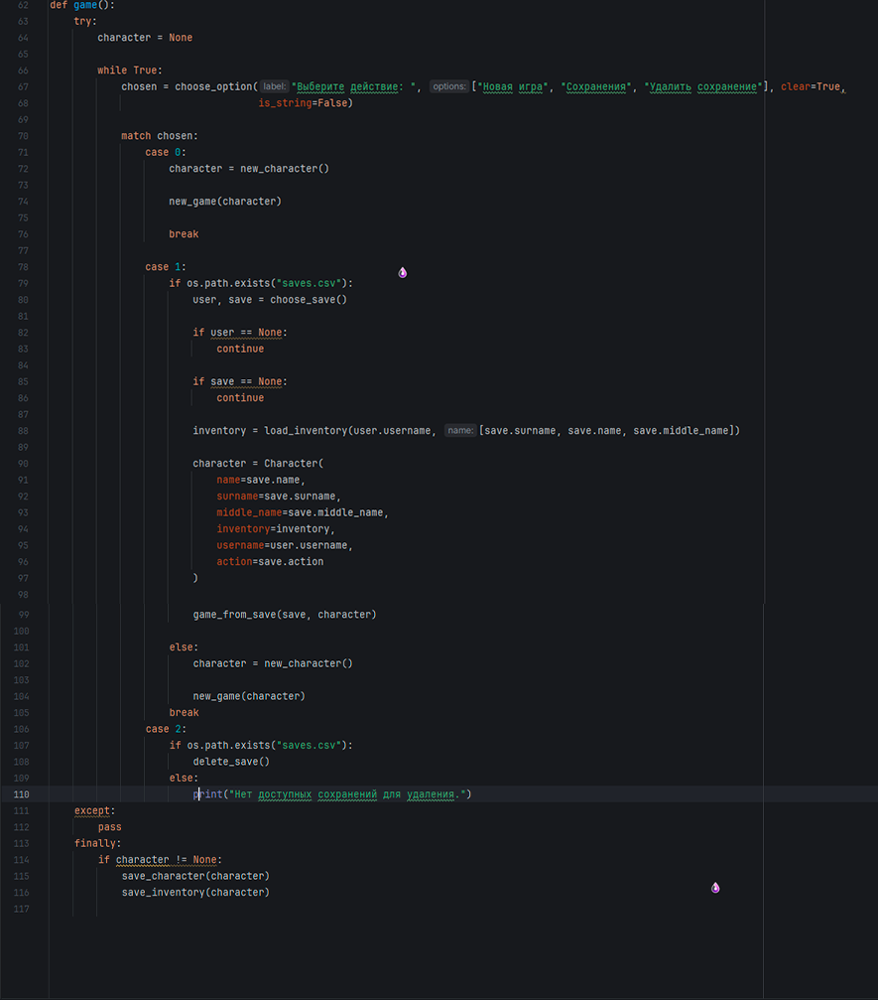 62 def game():
63     try:
64         character = None
65
66         while True:
67             chosen = choose_option( label: "Выберите действие: ", options: ["Новая игра", "Сохранения", "Удалить сохранение"], clear=True,
68                                    is_string=False)
69
70             match chosen:
71                 case 0:
72                     character = new_character()
73
74                     new_game(character)
75
76                     break
77
78                 case 1:
79                     if os.path.exists("saves.csv"):
80                         user, save = choose_save()
81
82                         if user == None:
83                             continue
84
85                         if save == None:
86                             continue
87
88                         inventory = load_inventory(user.username, name: [save.surname, save.name, save.middle_name])
89
90                         character = Character(
91                             name=save.name,
92                             surname=save.surname,
93                             middle_name=save.middle_name,
94                             inventory=inventory,
95                             username=user.username,
96                             action=save.action
97                         )
98
99                         game_from_save(save, character)
100
101                     else:
102                         character = new_character()
103
104                         new_game(character)
105                     break
106                 case 2:
107                     if os.path.exists("saves.csv"):
108                         delete_save()
109                     else:
110                         print("Нет доступных сохранений для удаления.")
111     except:
112         pass
113     finally:
114         if character != None:
115             save_character(character)
116             save_inventory(character)
117